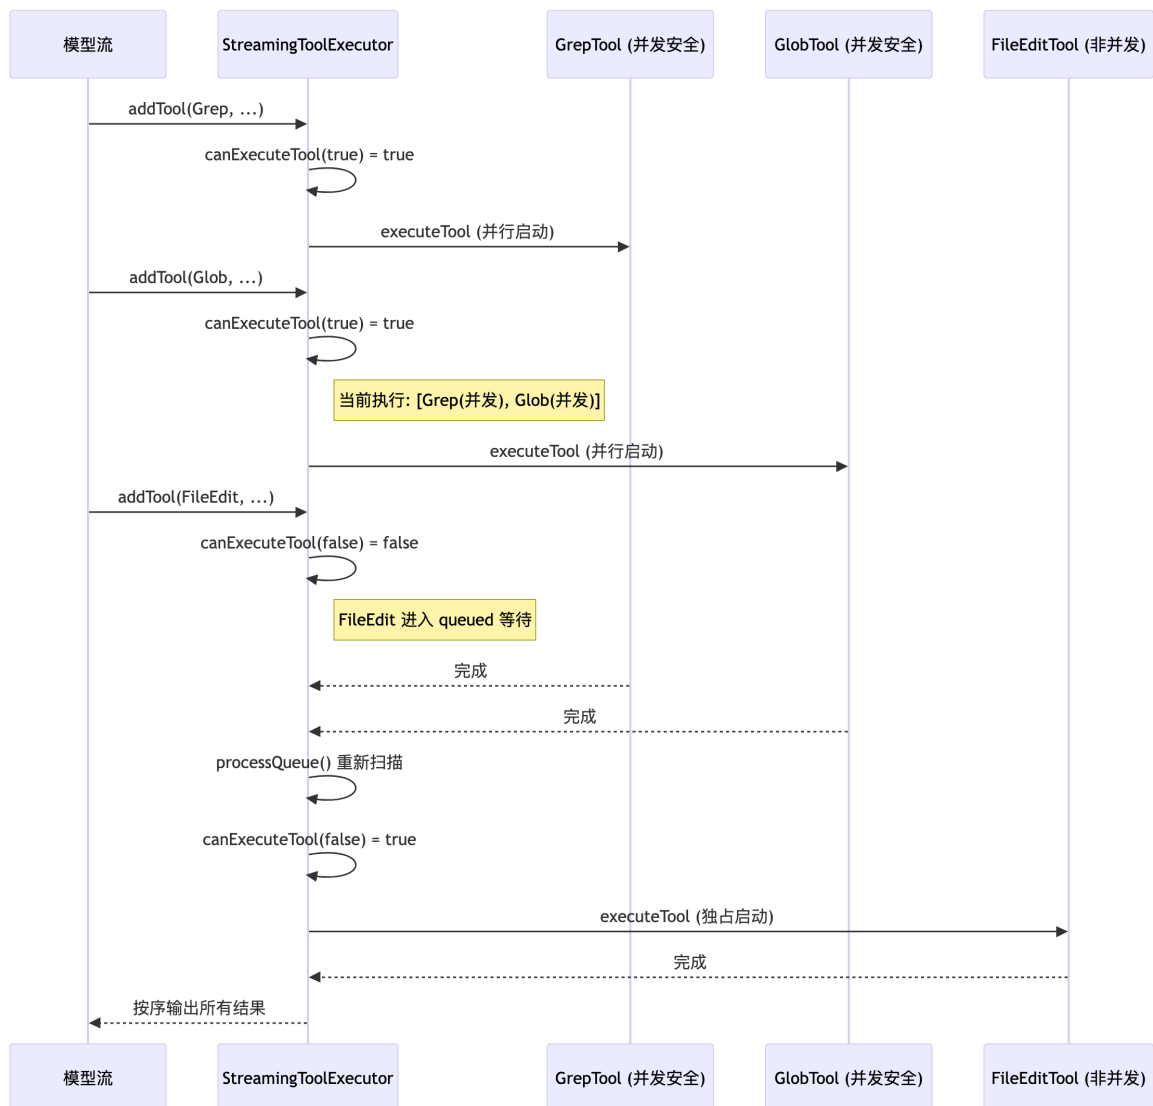 模型流
StreamingToolExecutor
GrepTool (并发安全)
GlobTool (并发安全)
FileEditTool (非并发)
addTool(Grep, ...)
canExecuteTool(true) = true
executeTool (并行启动)
addTool(Glob, ...)
canExecuteTool(true) = true
当前执行: [Grep(并发), Glob(并发)]
executeTool (并行启动)
addTool(FileEdit, ...)
canExecuteTool(false) = false
FileEdit 进入 queued 等待
完成
完成
processQueue() 重新扫描
canExecuteTool(false) = true
executeTool (独占启动)
完成
按序输出所有结果
模型流
StreamingToolExecutor
GrepTool (并发安全)
GlobTool (并发安全)
FileEditTool (非并发)